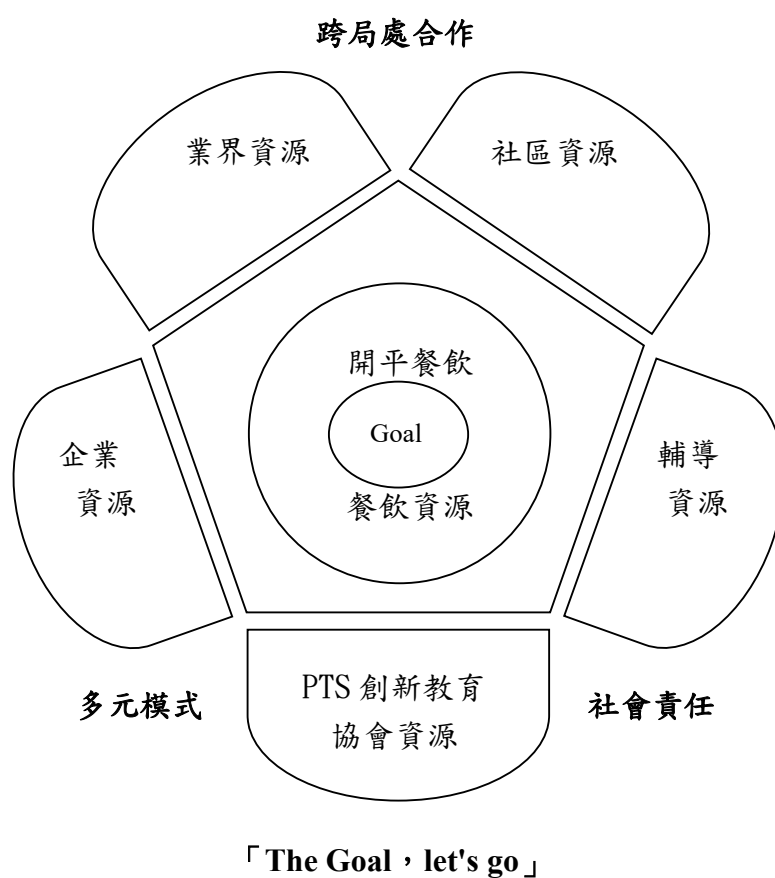 跨局處合作
業界資源
社區資源
開平餐飲
Goal
餐飲資源
企業
資源
輔導
資源
PTS 創新教育
協會資源
多元模式
社會責任
「The Goal，let's go」